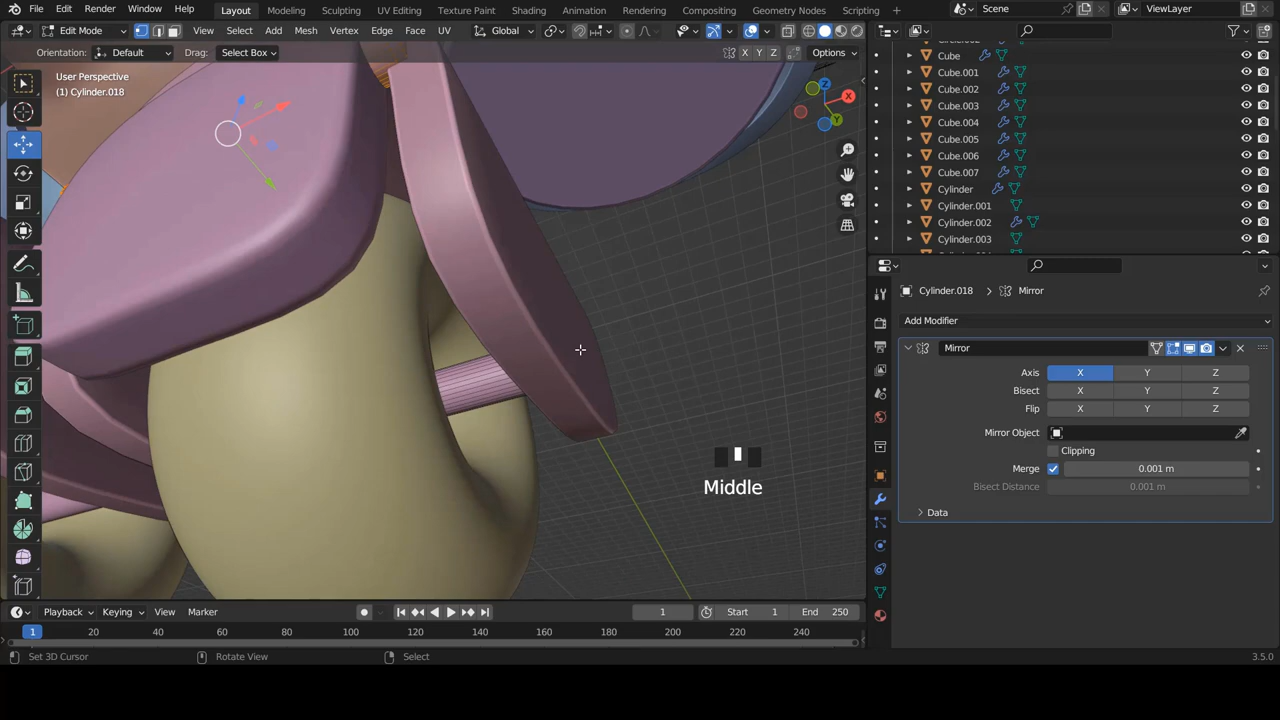 File Edit Render Window Help Layout Modeling Sculpting UV Editing Texture Paint Shading Animation Rendering Compositing Geometry Nodes Scripting + Scene ViewLayer
Edit Mode View Select Add Mesh Vertex Edge Face UV Global
Orientation: Default Drag: Select Box X Y Z Options
User Perspective
(1) Cylinder.018
Z
X
Y
Cube
Cube.001
Cube.002
Cube.003
Cube.004
Cube.005
Cube.006
Cube.007
Cylinder
Cylinder.001
Cylinder.002
Cylinder.003
Cylinder.018 > Mirror
Add Modifier
Mirror
Axis X Y Z
Bisect X Y Z
Flip X Y Z
Mirror Object
Clipping
Merge 0.001 m
Bisect Distance 0.001 m
Data
Middle
Playback Keying View Marker 1 Start 1 End 250
1 20 40 60 80 100 120 140 160 180 200 220 240
Set 3D Cursor Rotate View Select 3.5.0